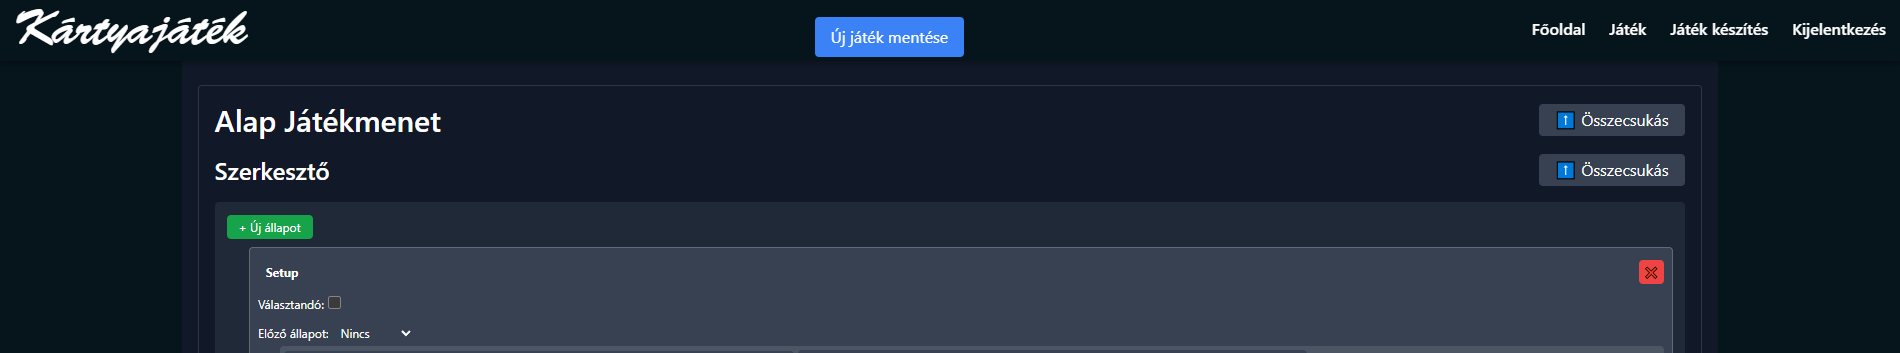 Kártyajáték
Új játék mentése
Főoldal Játék Játék készítés Kijelentkezés
Alap Játékmenet
↑ Összecsukás
Szerkesztő
↑ Összecsukás
+ Új állapot
Setup
Választandó:
Előző állapot: Nincs